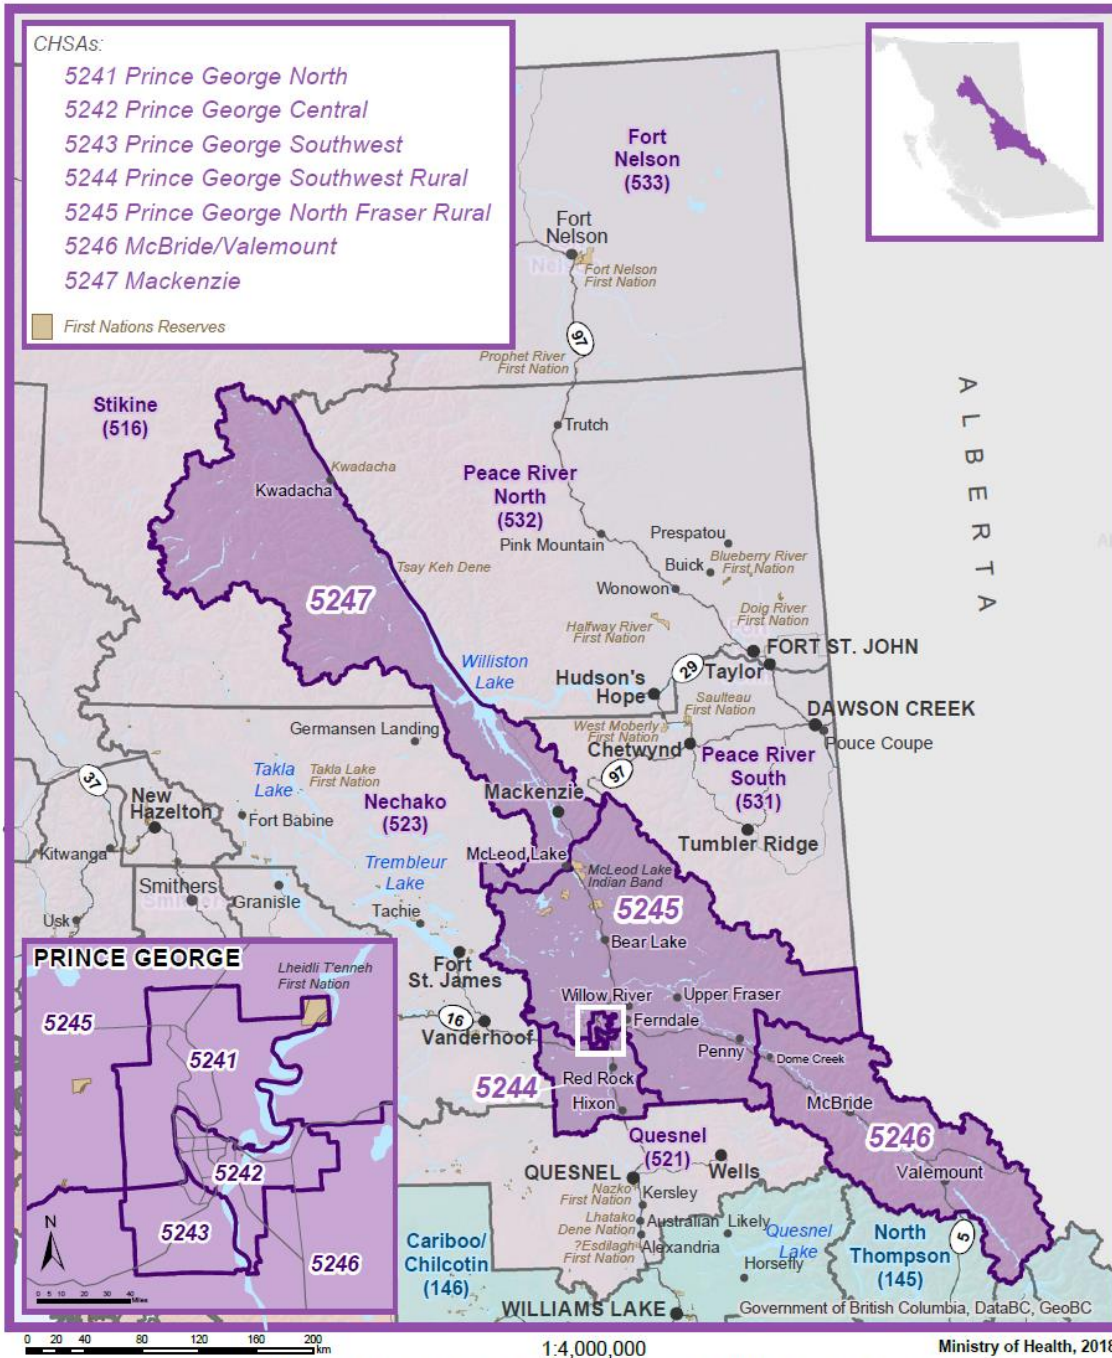 CHSAs:
5241 Prince George North
5242 Prince George Central
5243 Prince George Southwest
5244 Prince George Southwest Rural
5245 Prince George North Fraser Rural
5246 McBride/Valemount
5247 Mackenzie
First Nations Reserves
Fort
Nelson
(533)
Fort
Nelson
Fort Nelson
First Nation
97
Prophet River
First Nation
ALBERTA
Stikine
(516)
Trutch
Kwadacha
Kwadacha
Peace River
North
(532)
Pink Mountain
Prespatou
Buick
Blueberry River
First Nation
Tsay Keh Dene
Wonowon
5247
Doig River
First Nation
Halfway River
First Nation
FORT ST. JOHN
Taylor
29
Williston
Lake
Hudson's
Hope
Saulteau
First Nation
DAWSON CREEK
West Moberly
First Nation
Pouce Coupe
Chetwynd
Germansen Landing
Peace River
South
(531)
97
37
Takla
Lake
Takla Lake
First Nation
New
Hazelton
Nechako
(523)
Mackenzie
Fort Babine
Tumbler Ridge
Kitwanga
McLeod Lake
McLeod Lake
Indian Band
Trembleur
Lake
Smithers
Granisle
Tachie
5245
Usk
Bear Lake
Fort
St. James
Willow River
Upper Fraser
16
Vanderhoof
Ferndale
Penny
Dome Creek
Red Rock
5244
Hixon
McBride
5246
Valemount
Quesnel
(521)
QUESNEL
Wells
Nazko
First Nation
Kersley
Lhatako
Dene Nation
Australian
Likely
Quesnel
Lake
?Esdilagh
First Nation
Alexandria
Horsefly
Cariboo/
Chilcotin
(146)
North
Thompson
(145)
5
WILLIAMS LAKE
Government of British Columbia, DataBC, GeoBC
PRINCE GEORGE
Lheidli T'enneh
First Nation
5245
5241
5242
5243
5246
N
0 5 10 20 30 40
Miles
0 20 40 80 120 160 200
km
1:4,000,000
Ministry of Health, 2018